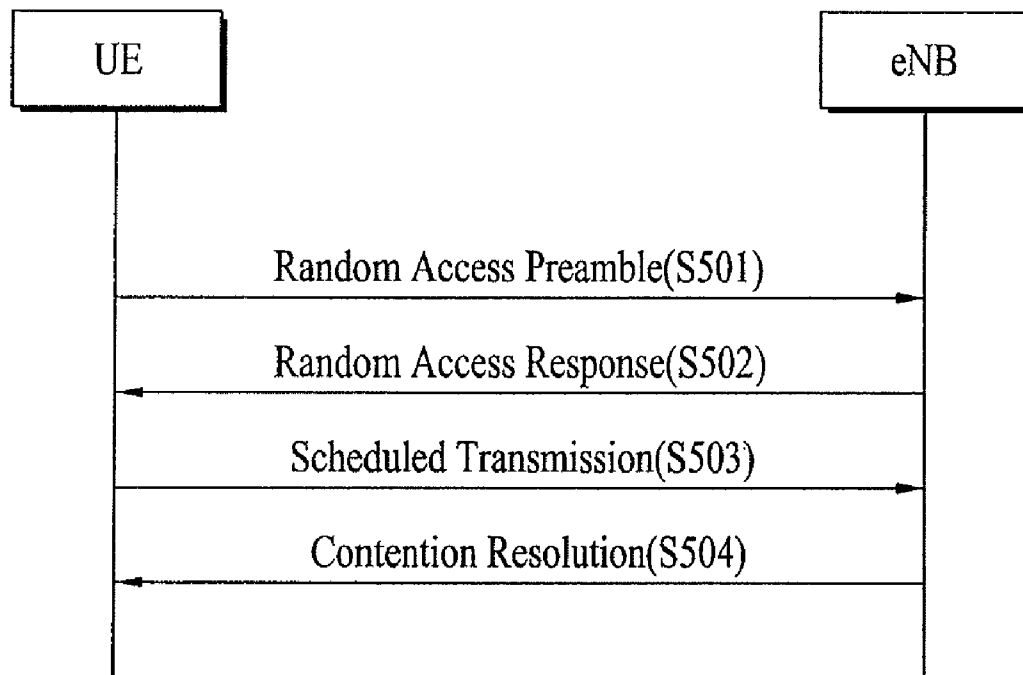 UE
eNB
Random Access Preamble(S501)
Random Access Response(S502)
Scheduled Transmission(S503)
Contention Resolution(S504)